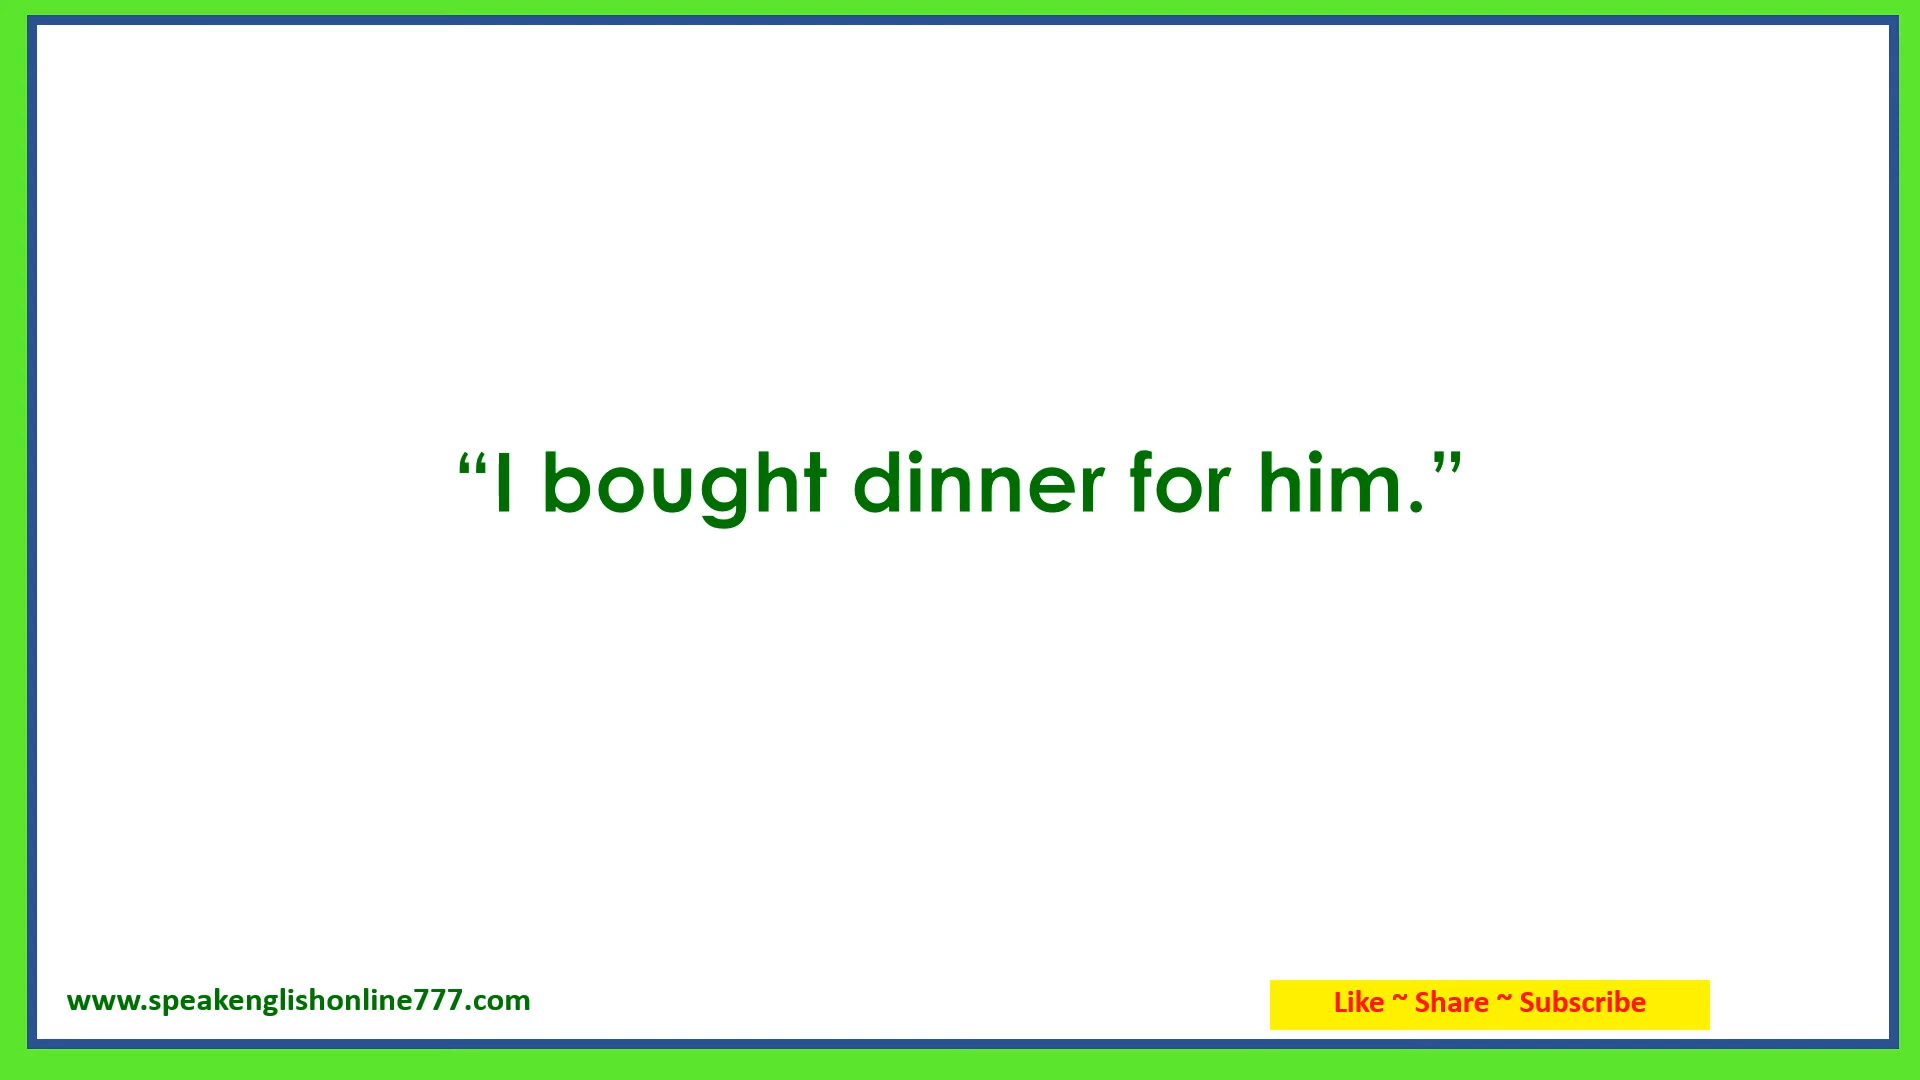 “I bought dinner for him.”
www.speakenglishonline777.com
Like ~ Share ~ Subscribe